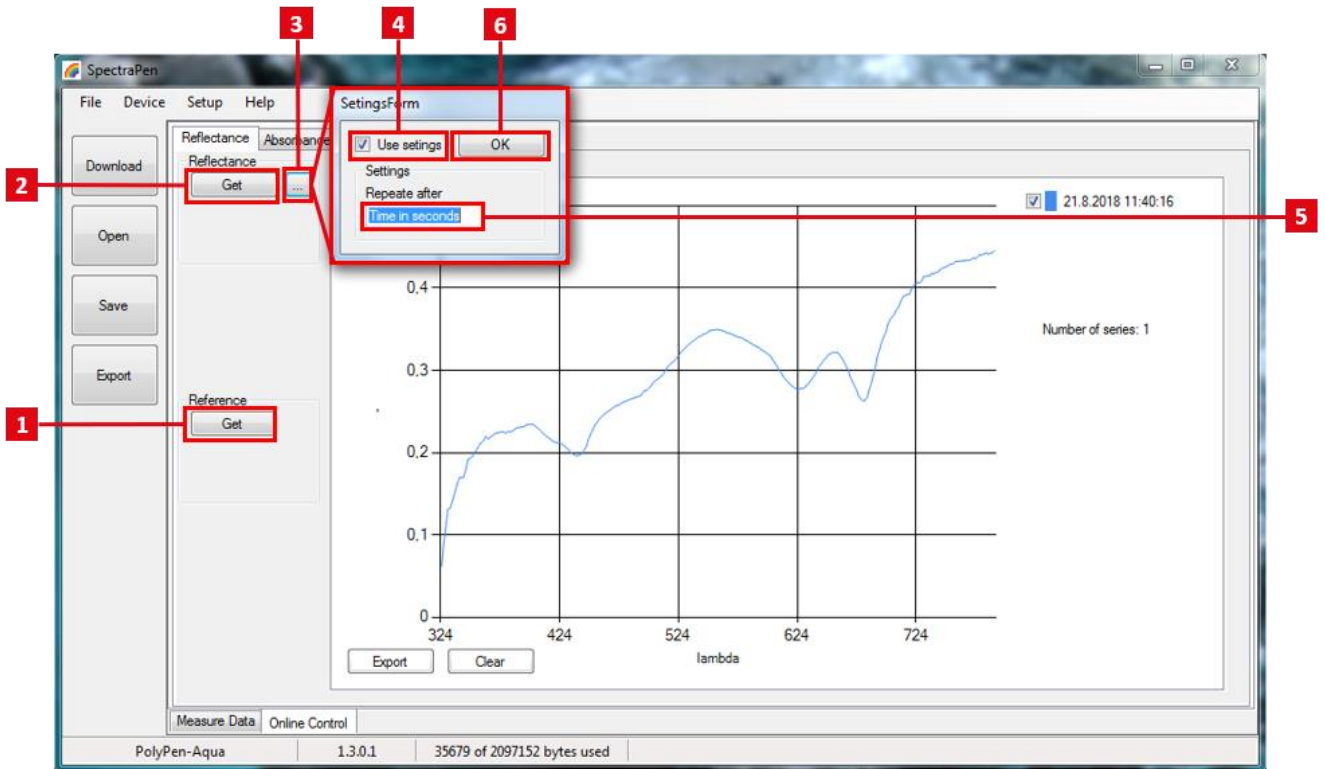 3
4
6
SpectraPen
File Device Setup Help
SetingsForm
Reflectance
Use setings
OK
Download
Reflectance
Settings
2
Get
...
Repeate after
21.8.2018 11:40:16
Time in seconds
5
Open
0,4
Save
Number of series: 1
0,3
Export
Reference
1
Get
0,2
0,1
0
324 424 524 624 724
Export Clear
lambda
Measure Data Online Control
PolyPen-Aqua 1.3.0.1 35679 of 2097152 bytes used